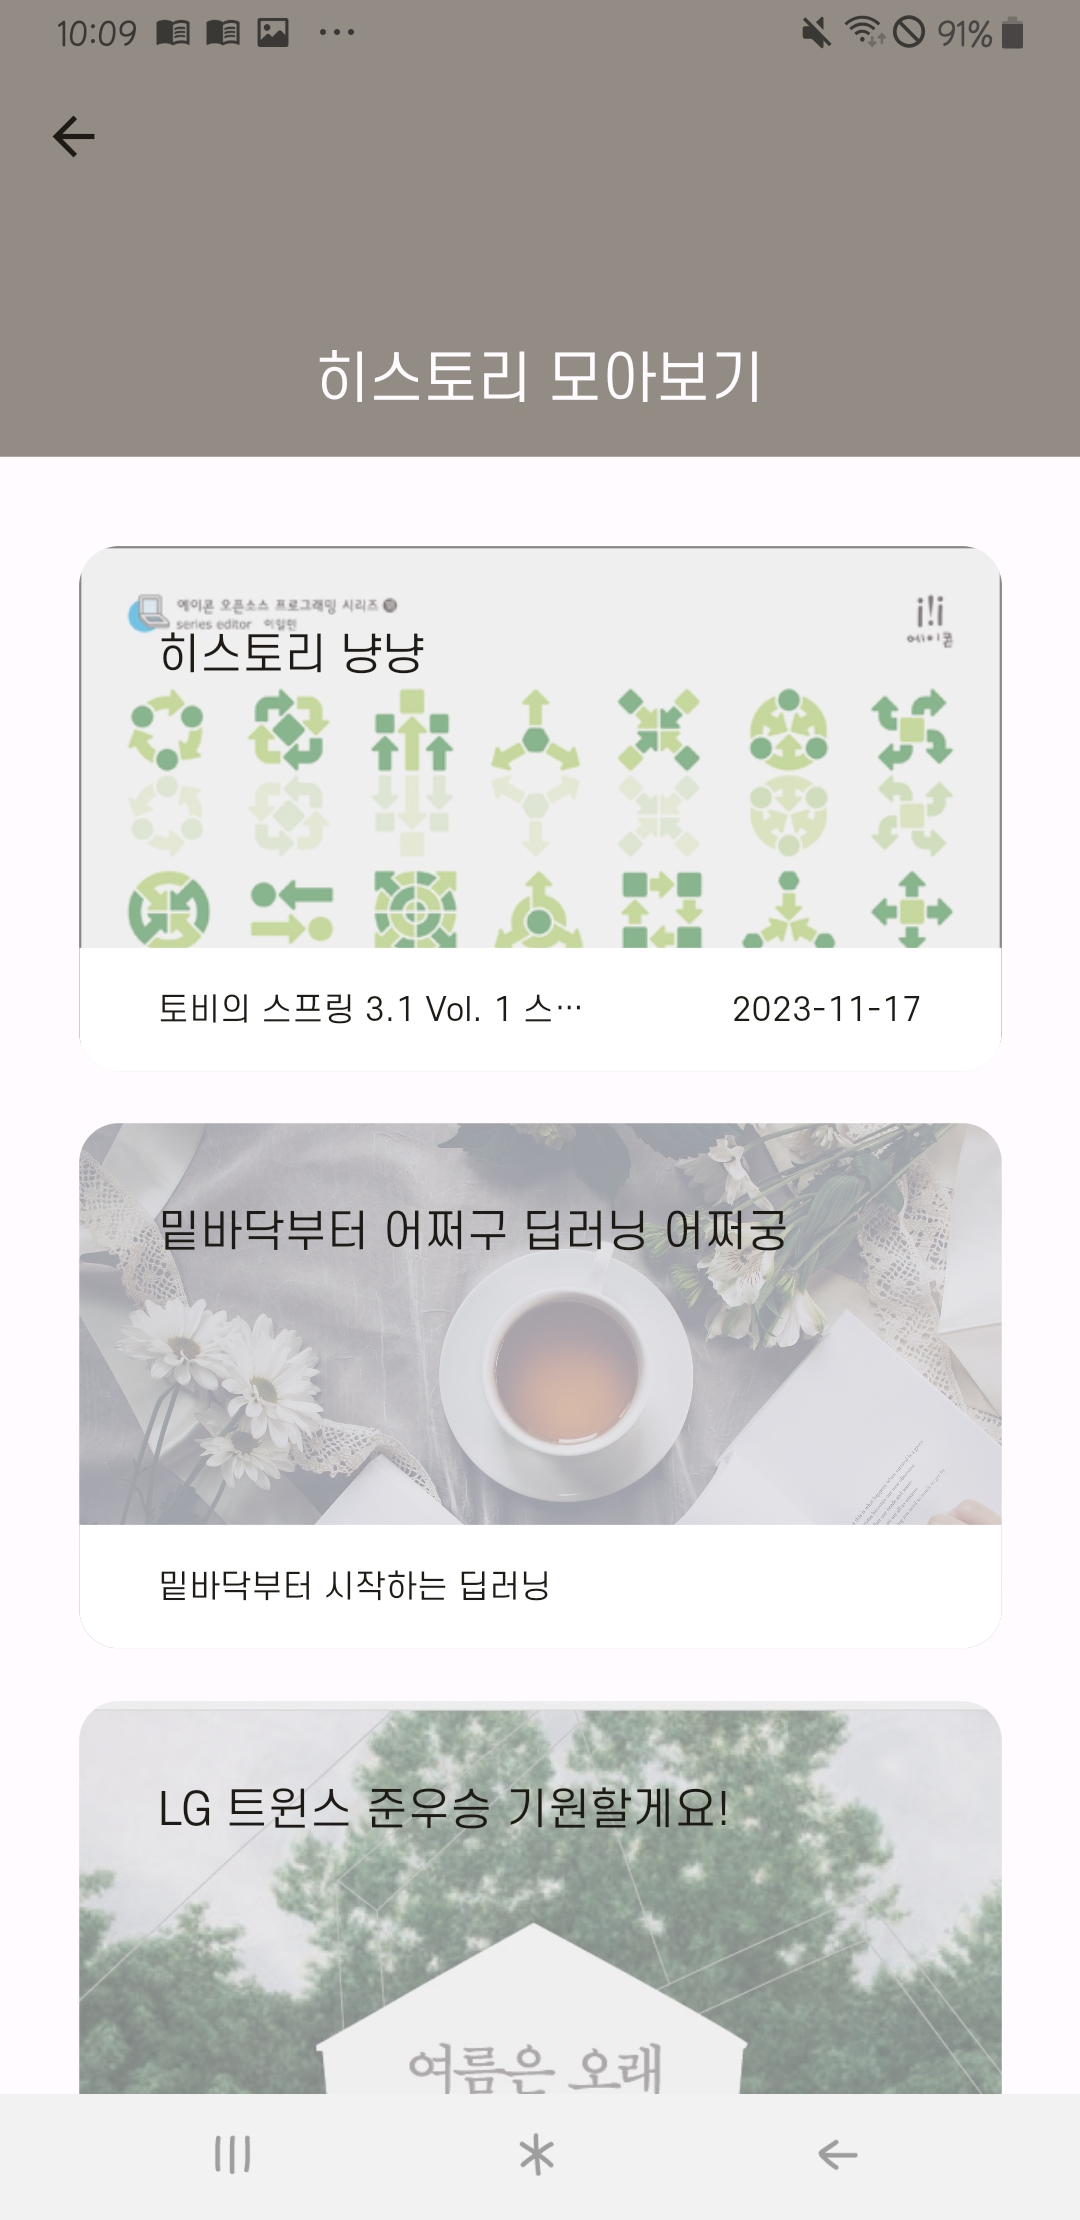 10:09
91%
히스토리 모아보기
에이콘 오픈소스 프로그래밍 시리즈
series editor 이일민
에이콘
히스토리 냥냥
토비의 스프링 3.1 Vol. 1 스…
2023-11-17
밑바닥부터 어쩌구 딥러닝 어쩌궁
밑바닥부터 시작하는 딥러닝
LG 트윈스 준우승 기원할게요!
여름은 오래